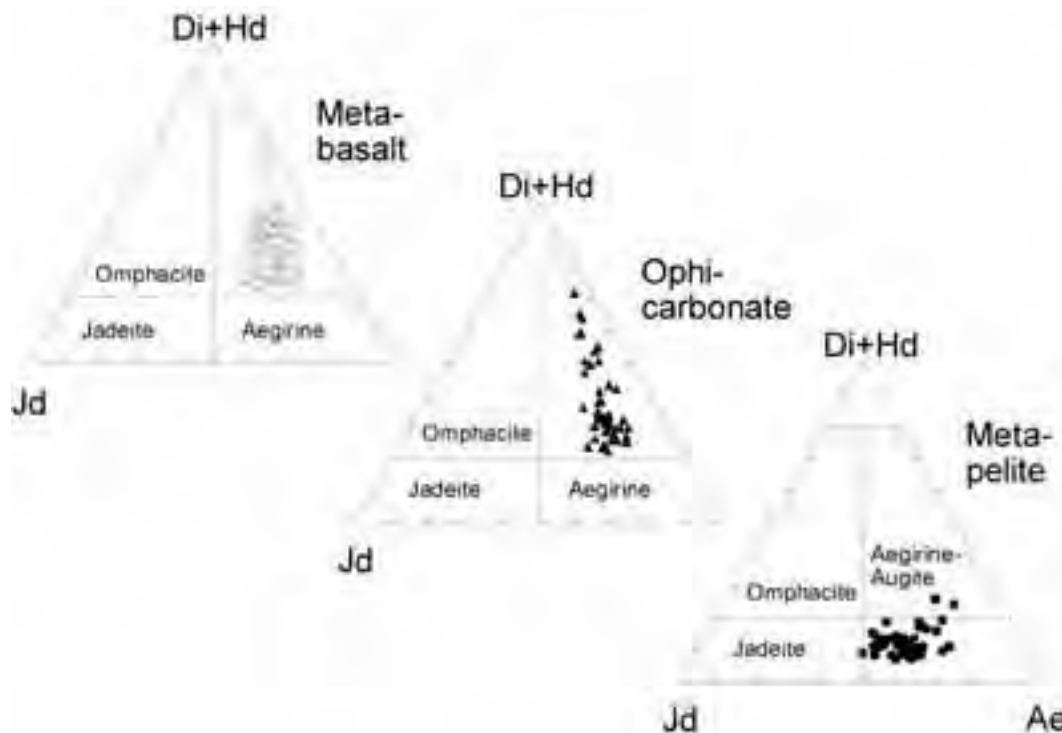 Di+Hd
Meta-
basalt
Omphacite
Jadeite
Aegirine
Jd
Di+Hd
Ophi-
carbonate
Omphacite
Jadeite
Aegirine
Jd
Di+Hd
Meta-
pelite
Aegirine-
Augite
Omphacite
Jadeite
Jd
Ae